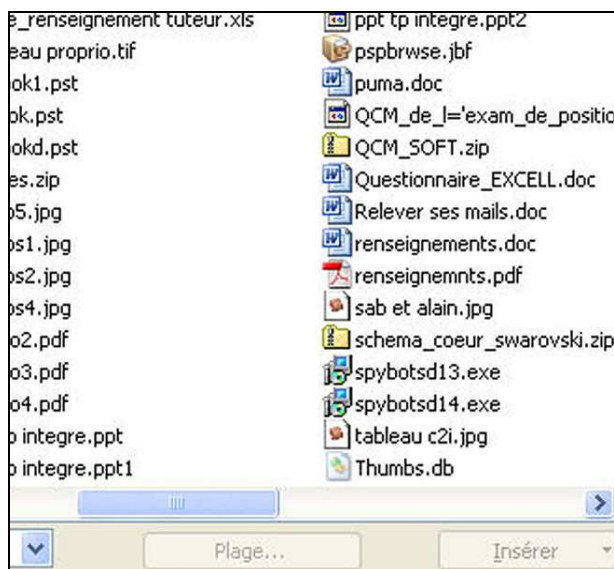 e_renseignement tuteur.xls
eau proprio.tif
ok1.pst
ok.pst
okd.pst
es.zip
o5.jpg
os1.jpg
os2.jpg
os4.jpg
o2.pdf
o3.pdf
o4.pdf
o integre.ppt
o integre.ppt1
ppt tp integre.ppt2
pspbrwse.jbf
puma.doc
QCM_de_l='exam_de_positio
QCM_SOFT.zip
Questionnaire_EXCELL.doc
Relever ses mails.doc
renseignements.doc
renseignemnts.pdf
sab et alain.jpg
schema_coeur_swarovski.zip
spybotsd13.exe
spybotsd14.exe
tableau c2i.jpg
Thumbs.db
Plage...
Insérer